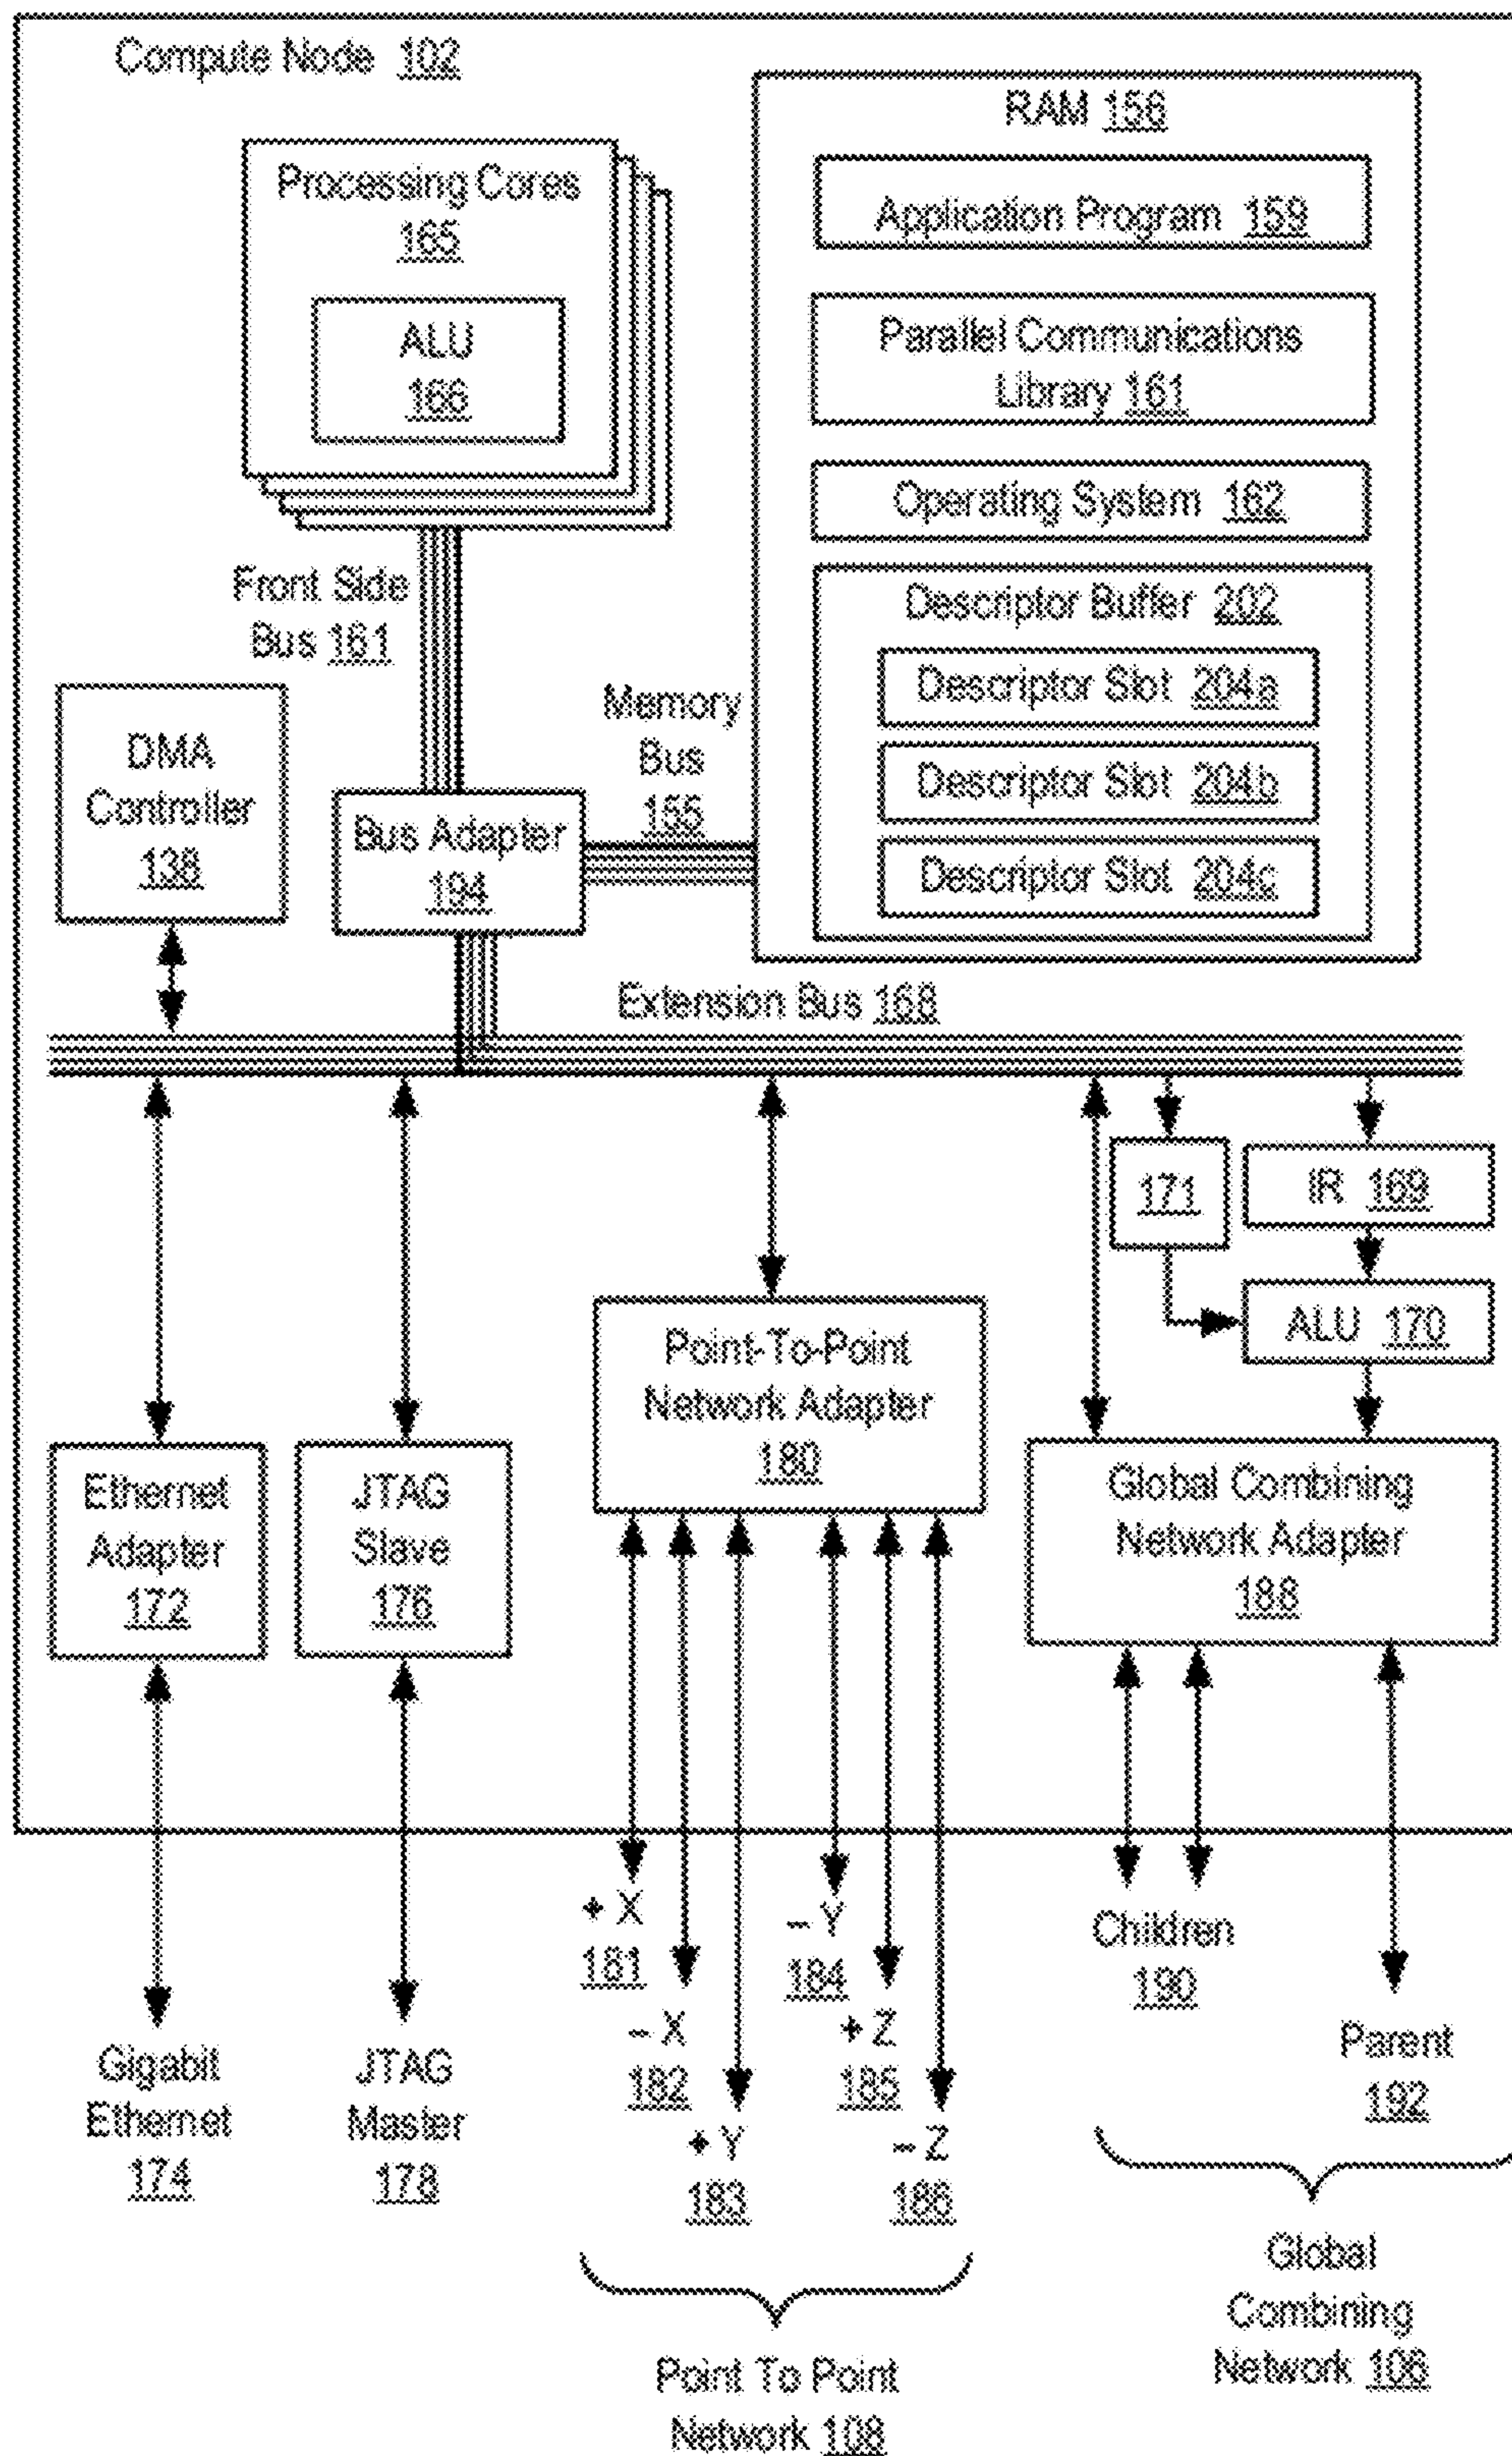 Compute Node 102
Processing Cores
165
ALU
166
RAM 156
Application Program 159
Parallel Communications
Library 161
Operating System 162
Descriptor Buffer 202
Descriptor Slot 204a
Descriptor Slot 204b
Descriptor Slot 204c
Front Side
Bus 161
Memory
Bus
155
DMA
Controller
138
Bus Adapter
194
Extension Bus 168
171
IR 169
ALU 170
Point-To-Point
Network Adapter
180
Ethernet
Adapter
172
JTAG
Slave
176
Global Combining
Network Adapter
188
+ X
181
- X
182
+ Y
183
- Y
184
+ Z
185
- Z
186
Children
190
Parent
192
Gigabit
Ethernet
174
JTAG
Master
178
Point To Point
Network 108
Global
Combining
Network 106